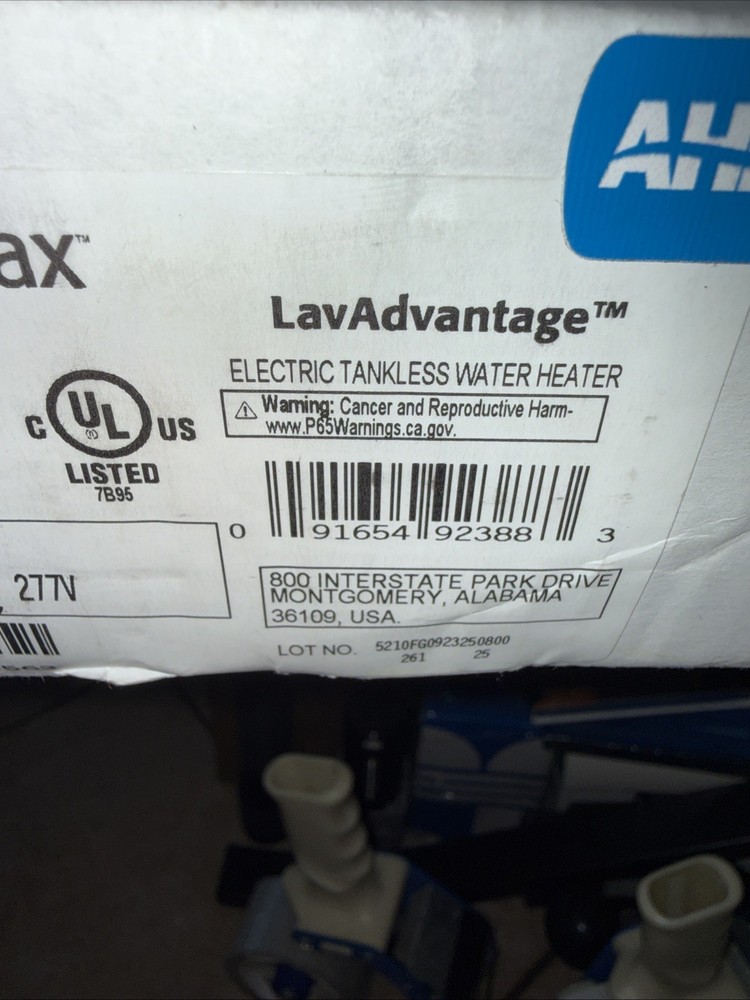 AH
ax™
LavAdvantage™
ELECTRIC TANKLESS WATER HEATER
⚠ Warning: Cancer and Reproductive Harm-
www.P65Warnings.ca.gov.
C UL US
LISTED
7B95
0 91654 92388 3
277V
800 INTERSTATE PARK DRIVE
MONTGOMERY, ALABAMA
36109, USA.
LOT NO. 5210FG0923250800
261 25